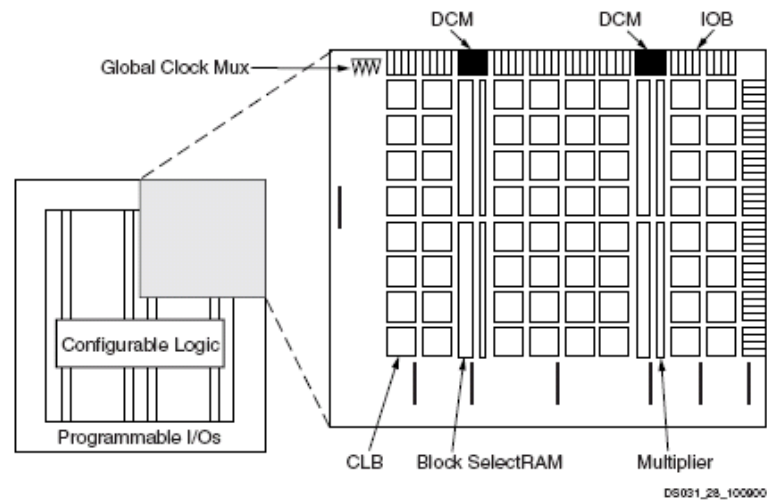 DCM
DCM
IOB
Global Clock Mux
Configurable Logic
Programmable I/Os
CLB
Block SelectRAM
Multiplier
DS031_28_100900